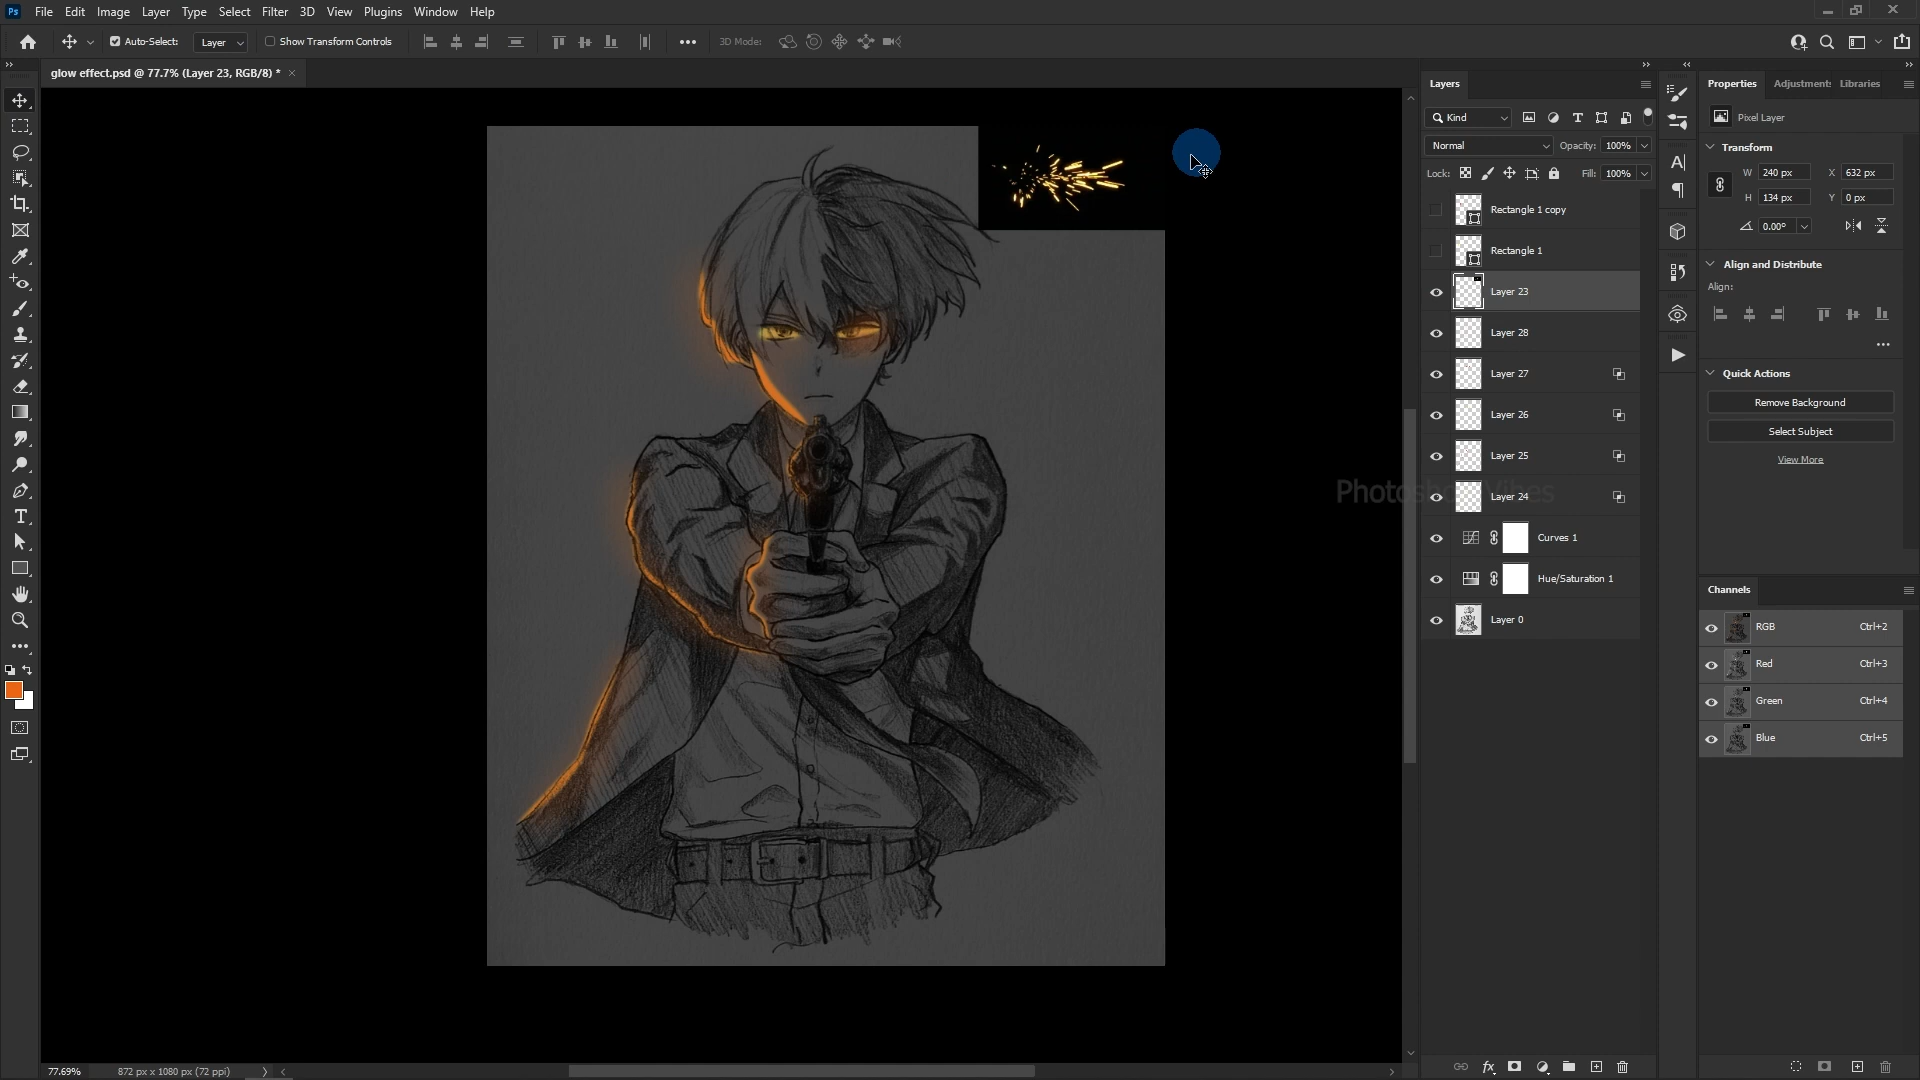 Ps File Edit Image Layer Type Select Filter 3D View Plugins Window Help
Auto-Select: Layer Show Transform Controls 3D Mode:
glow effect.psd @ 77.7% (Layer 23, RGB/8) *
Layers
Kind
Normal Opacity: 100%
Lock: Fill: 100%
Rectangle 1 copy
Rectangle 1
Layer 23
Layer 28
Layer 27
Layer 26
Layer 25
Layer 24
Curves 1
Hue/Saturation 1
Layer 0
Properties Adjustments Libraries
Pixel Layer
Transform
W 240 px X 632 px
H 134 px Y 0 px
0.00°
Align and Distribute
Align:
Quick Actions
Remove Background
Select Subject
View More
Channels
RGB Ctrl+2
Red Ctrl+3
Green Ctrl+4
Blue Ctrl+5
Photoshop Vibes
77.69% 872 px x 1080 px (72 ppi)